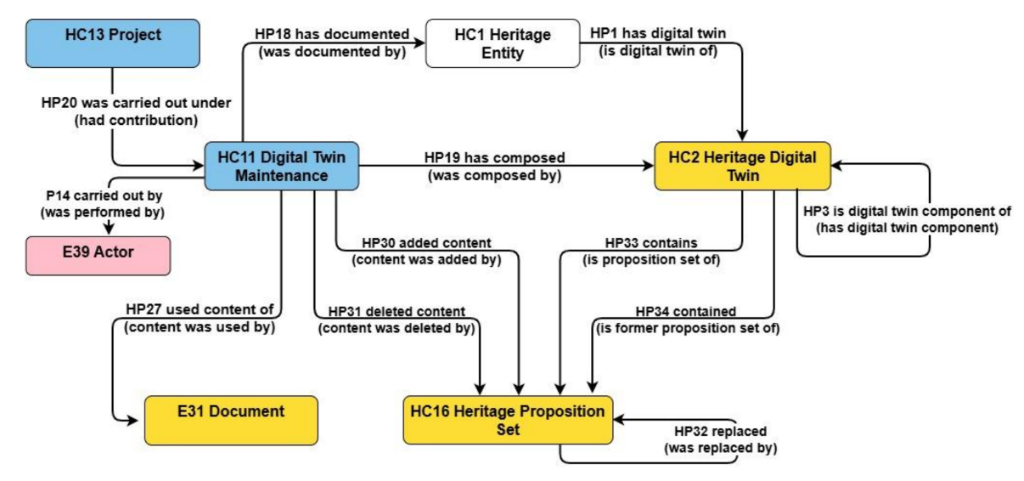 HC13 Project
HP18 has documented
(was documented by)
HC1 Heritage
Entity
HP1 has digital twin
(is digital twin of)
HP20 was carried out under
(had contribution)
HC11 Digital Twin
Maintenance
HP19 has composed
(was composed by)
HC2 Heritage Digital
Twin
P14 carried out by
(was performed by)
HP3 is digital twin component of
(has digital twin component)
E39 Actor
HP30 added content
(content was added by)
HP33 contains
(is proposition set of)
HP27 used content of
(content was used by)
HP31 deleted content
(content was deleted by)
HP34 contained
(is former proposition set of)
E31 Document
HC16 Heritage Proposition
Set
HP32 replaced
(was replaced by)